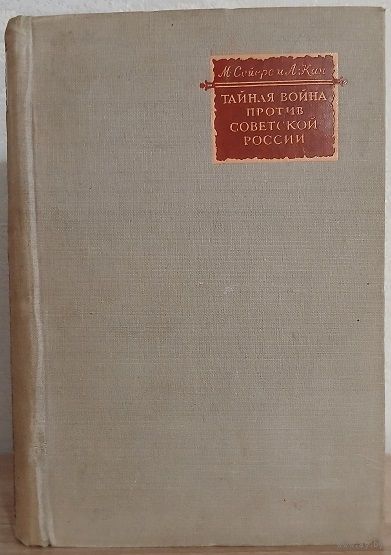 М. Сейерс и А. Кан
ТАЙНАЯ ВОЙНА
ПРОТИВ
СОВЕТСКОЙ
РОССИИ